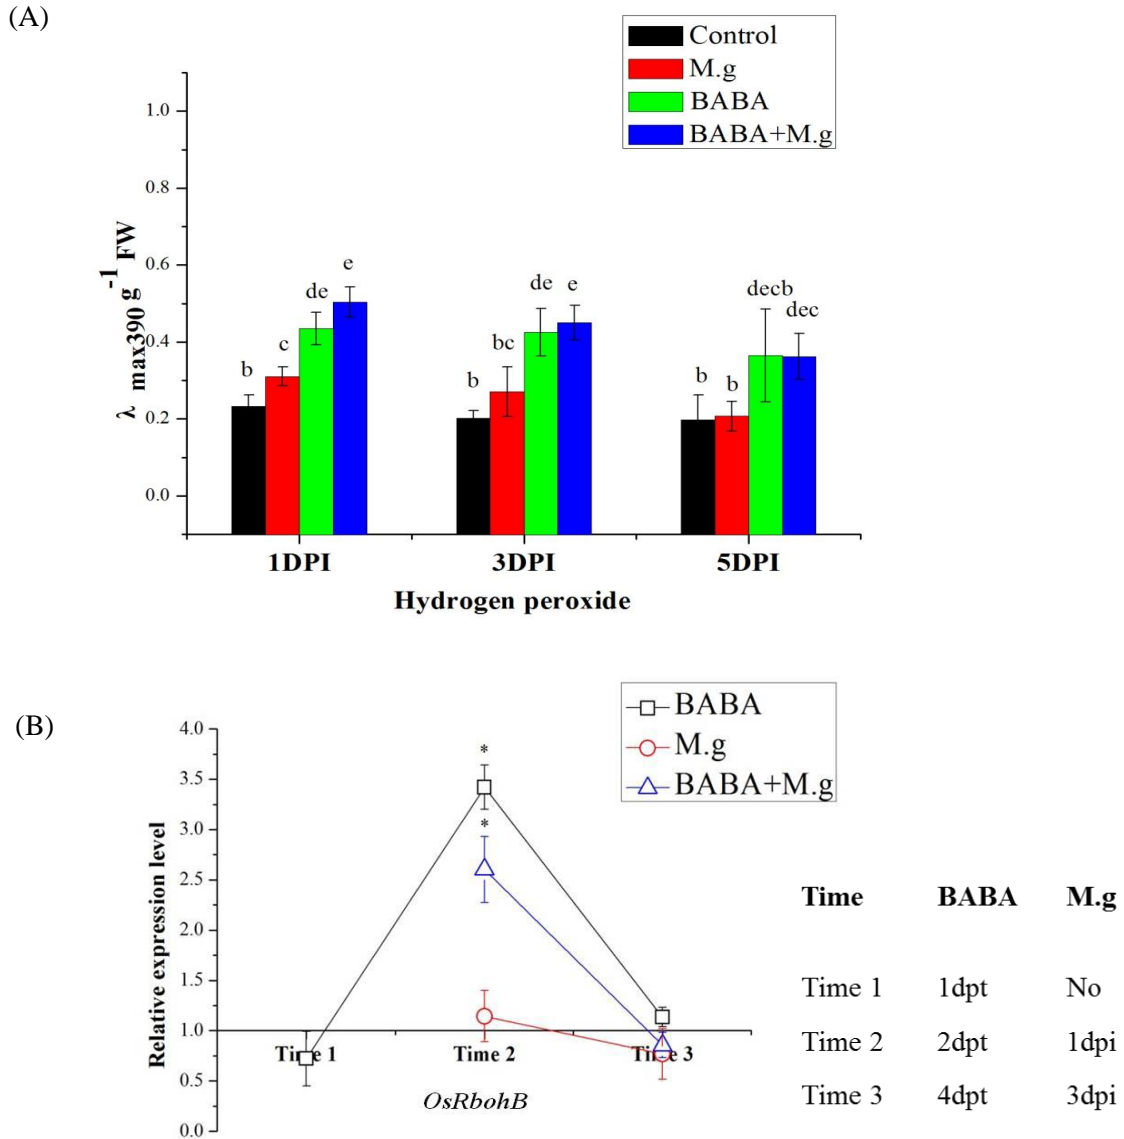 (A)
Control
M.g
BABA
BABA+M.g
1.0
0.8
0.6
0.4
0.2
0.0
λ max390 g-1 FW
b
c
de
e
b
bc
de
e
b
b
decb
dec
1DPI 3DPI 5DPI
Hydrogen peroxide
(B)
BABA
M.g
BABA+M.g
4.0
3.5
3.0
2.5
2.0
1.5
1.0
0.5
0.0
Relative expression level
*
*
Time 1 Time 2 Time 3
OsRbohB
Time BABA M.g
Time 1 1dpt No
Time 2 2dpt 1dpi
Time 3 4dpt 3dpi